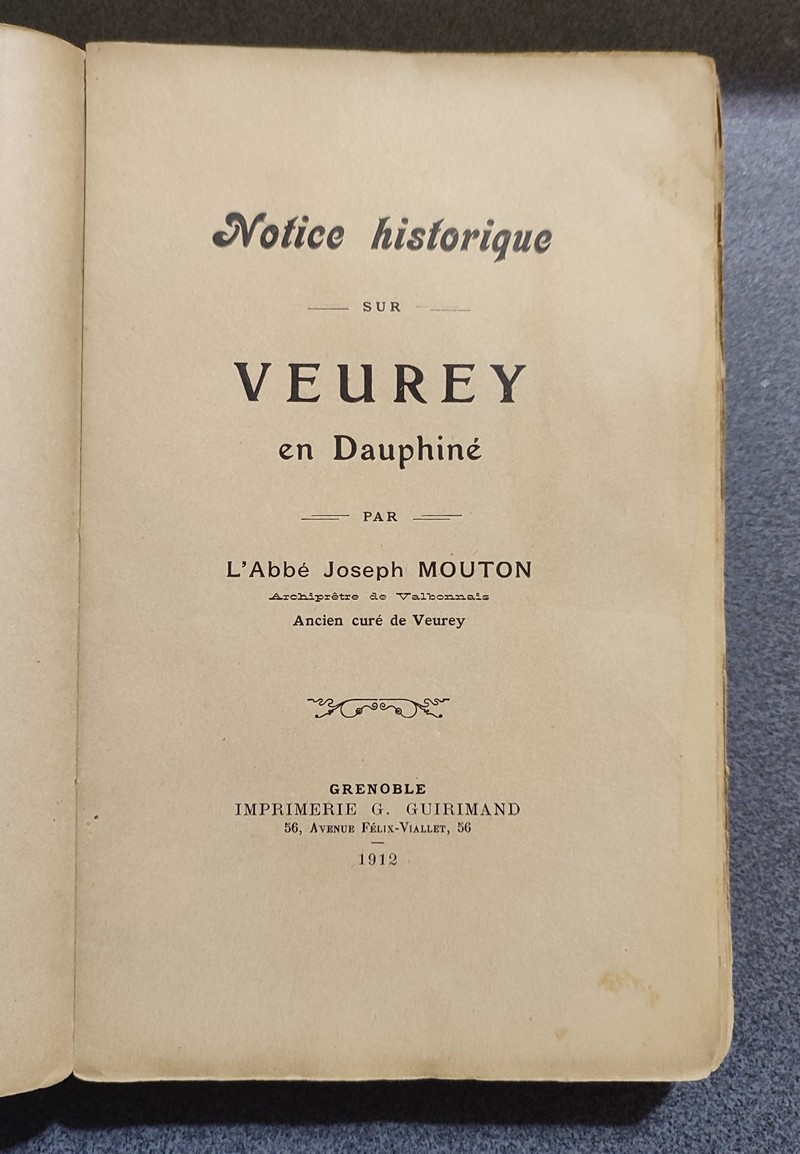 Notice historique
SUR
VEUREY
en Dauphiné
PAR
L'Abbé Joseph MOUTON
Archiprêtre de Valbonnais
Ancien curé de Veurey
GRENOBLE
IMPRIMERIE G. GUIRIMAND
56, AVENUE FÉLIX-VIALLET, 56
1912